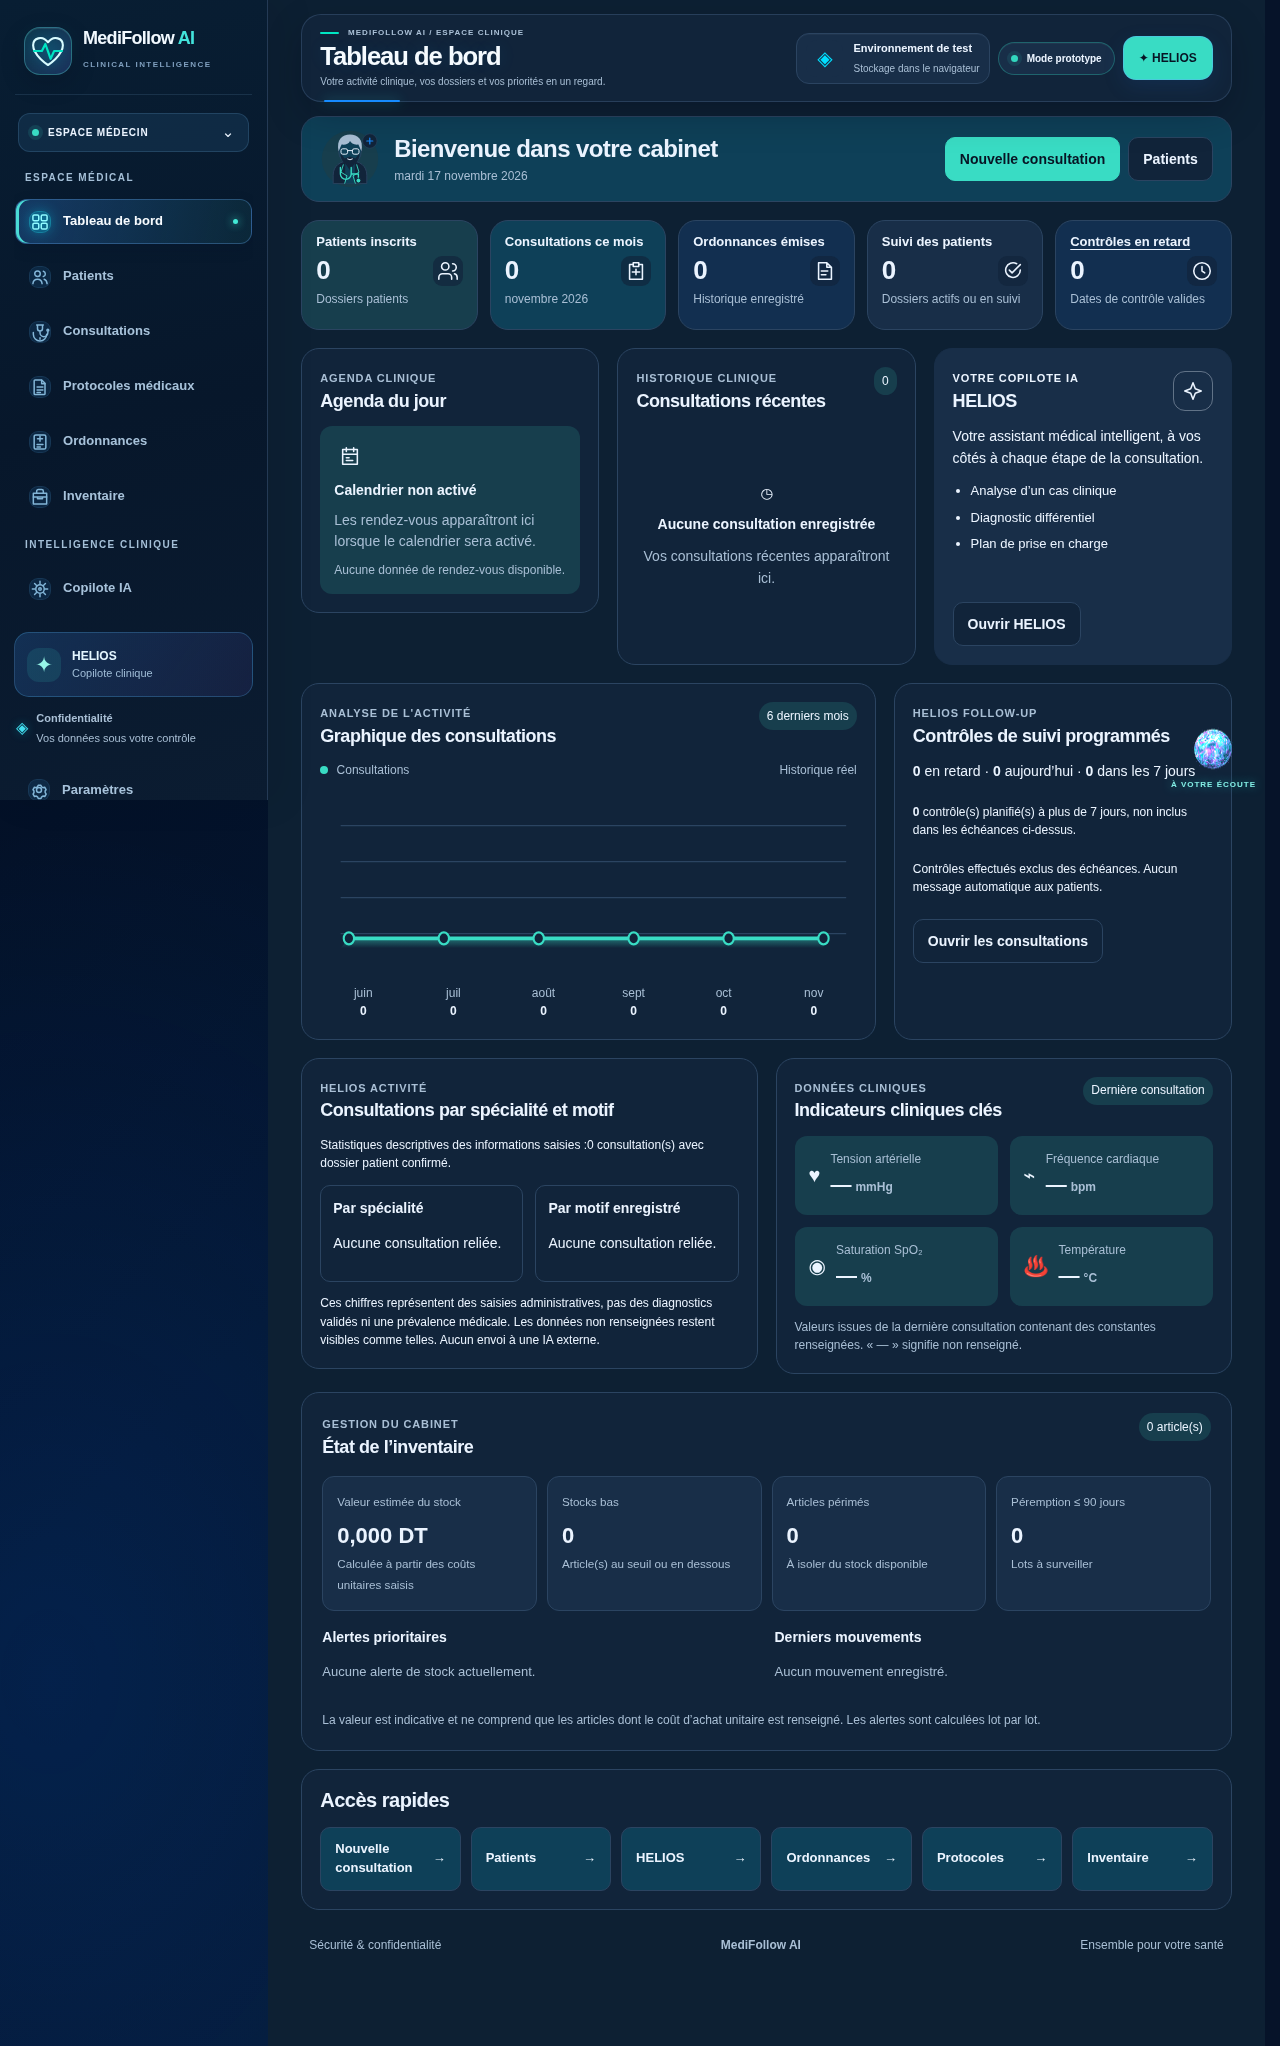 MediFollow AI
CLINICAL INTELLIGENCE
ESPACE MÉDECIN
ESPACE MÉDICAL
Tableau de bord
Patients
Consultations
Protocoles médicaux
Ordonnances
Inventaire
INTELLIGENCE CLINIQUE
Copilote IA
HELIOS
Copilote clinique
Confidentialité
Vos données sous votre contrôle
Paramètres
MEDIFOLLOW AI / ESPACE CLINIQUE
Tableau de bord
Votre activité clinique, vos dossiers et vos priorités en un regard.
Environnement de test
Stockage dans le navigateur
Mode prototype
✦ HELIOS
Bienvenue dans votre cabinet
mardi 17 novembre 2026
Nouvelle consultation
Patients
Patients inscrits
0
Dossiers patients
Consultations ce mois
0
novembre 2026
Ordonnances émises
0
Historique enregistré
Suivi des patients
0
Dossiers actifs ou en suivi
Contrôles en retard
0
Dates de contrôle valides
AGENDA CLINIQUE
Agenda du jour
Calendrier non activé
Les rendez-vous apparaîtront ici
lorsque le calendrier sera activé.
Aucune donnée de rendez-vous disponible.
HISTORIQUE CLINIQUE
0
Consultations récentes
Aucune consultation enregistrée
Vos consultations récentes apparaîtront
ici.
VOTRE COPILOTE IA
HELIOS
Votre assistant médical intelligent, à vos
côtés à chaque étape de la consultation.
• Analyse d’un cas clinique
• Diagnostic différentiel
• Plan de prise en charge
Ouvrir HELIOS
ANALYSE DE L'ACTIVITÉ
6 derniers mois
Graphique des consultations
Consultations
Historique réel
juin juil août sept oct nov
0 0 0 0 0 0
HELIOS FOLLOW-UP
Contrôles de suivi programmés
0 en retard · 0 aujourd’hui · 0 dans les 7 jours
À VOTRE ÉCOUTE
0 contrôle(s) planifié(s) à plus de 7 jours, non inclus
dans les échéances ci-dessus.
Contrôles effectués exclus des échéances. Aucun
message automatique aux patients.
Ouvrir les consultations
HELIOS ACTIVITÉ
Consultations par spécialité et motif
Statistiques descriptives des informations saisies :0 consultation(s) avec
dossier patient confirmé.
Par spécialité
Aucune consultation reliée.
Par motif enregistré
Aucune consultation reliée.
Ces chiffres représentent des saisies administratives, pas des diagnostics
validés ni une prévalence médicale. Les données non renseignées restent
visibles comme telles. Aucun envoi à une IA externe.
DONNÉES CLINIQUES
Dernière consultation
Indicateurs cliniques clés
Tension artérielle
— mmHg
Fréquence cardiaque
— bpm
Saturation SpO₂
— %
Température
— °C
Valeurs issues de la dernière consultation contenant des constantes
renseignées. « — » signifie non renseigné.
GESTION DU CABINET
0 article(s)
État de l’inventaire
Valeur estimée du stock
0,000 DT
Calculée à partir des coûts
unitaires saisis
Stocks bas
0
Article(s) au seuil ou en dessous
Articles périmés
0
À isoler du stock disponible
Péremption ≤ 90 jours
0
Lots à surveiller
Alertes prioritaires
Aucune alerte de stock actuellement.
Derniers mouvements
Aucun mouvement enregistré.
La valeur est indicative et ne comprend que les articles dont le coût d’achat unitaire est renseigné. Les alertes sont calculées lot par lot.
Accès rapides
Nouvelle
consultation →
Patients →
HELIOS →
Ordonnances →
Protocoles →
Inventaire →
Sécurité & confidentialité
MediFollow AI
Ensemble pour votre santé